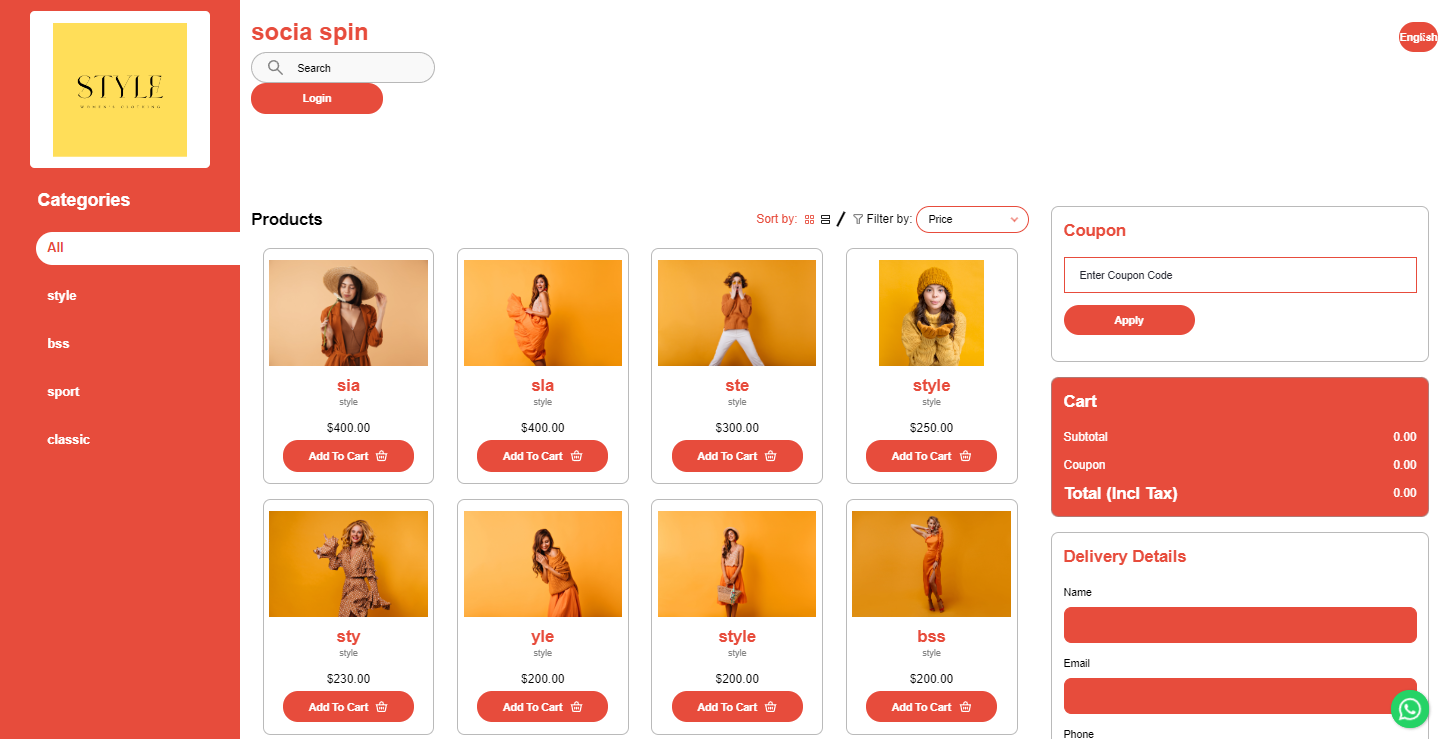 STYLE
WOMEN'S CLOTHING
Categories
All
style
bss
sport
classic
socia spin
Search
Login
English
Products
Sort by:
Filter by:
Price
sia
style
$400.00
Add To Cart
sla
style
$400.00
Add To Cart
ste
style
$300.00
Add To Cart
style
style
$250.00
Add To Cart
sty
style
$230.00
Add To Cart
yle
style
$200.00
Add To Cart
style
style
$200.00
Add To Cart
bss
style
$200.00
Add To Cart
Coupon
Enter Coupon Code
Apply
Cart
Subtotal 0.00
Coupon 0.00
Total (Incl Tax) 0.00
Delivery Details
Name
Email
Phone